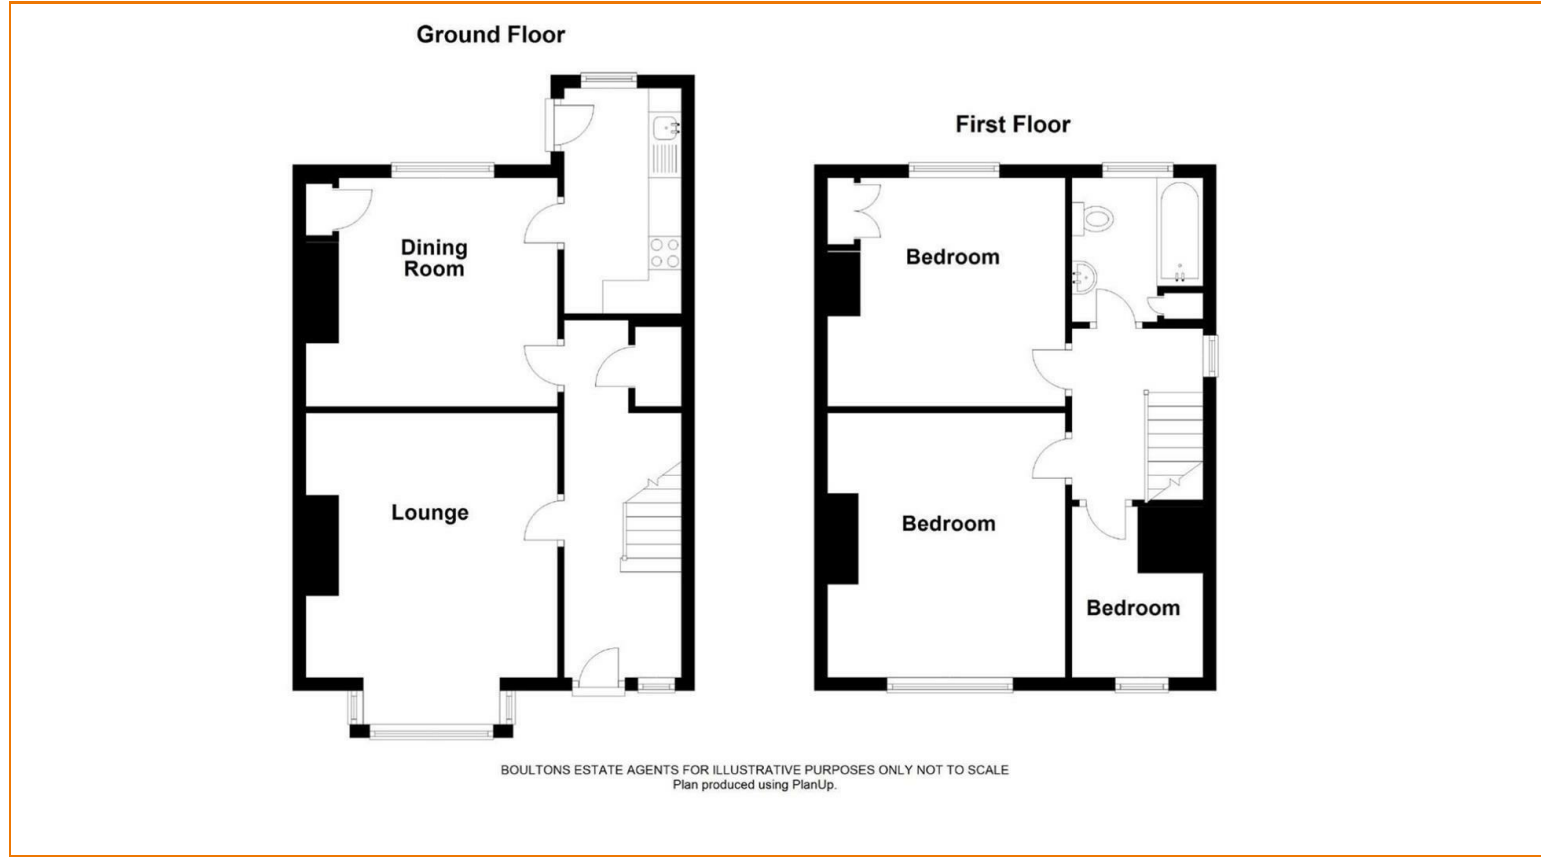 Ground Floor
First Floor
Dining
Room
Bedroom
Lounge
Bedroom
Bedroom
BOULTONS ESTATE AGENTS FOR ILLUSTRATIVE PURPOSES ONLY NOT TO SCALE
Plan produced using PlanUp.